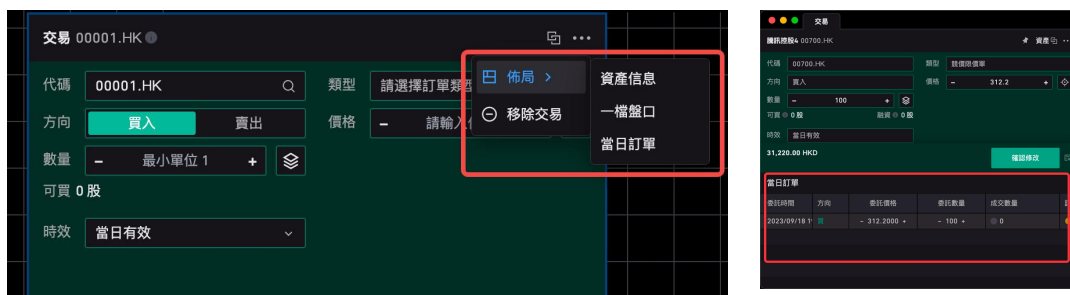 交易 00001.HK
代碼 00001.HK 類型 請選擇訂單類型
方向 買入 賣出 價格 – 請輸入
數量 – 最小單位 1 +
可買 0 股
時效 當日有效
佈局
移除交易
資產信息
一檔盤口
當日訂單
交易
騰訊控股4 00700.HK 資產
代碼 00700.HK 類型 競價限價單
方向 買入 價格 – 312.2 +
數量 – 100 +
可買 0 股 融資 0 股
時效 當日有效
31,220.00 HKD 確認修改
當日訂單
委託時間 方向 委託價格 委託數量 成交數量
2023/09/18 1 買 – 312.2000 + – 100 + 0